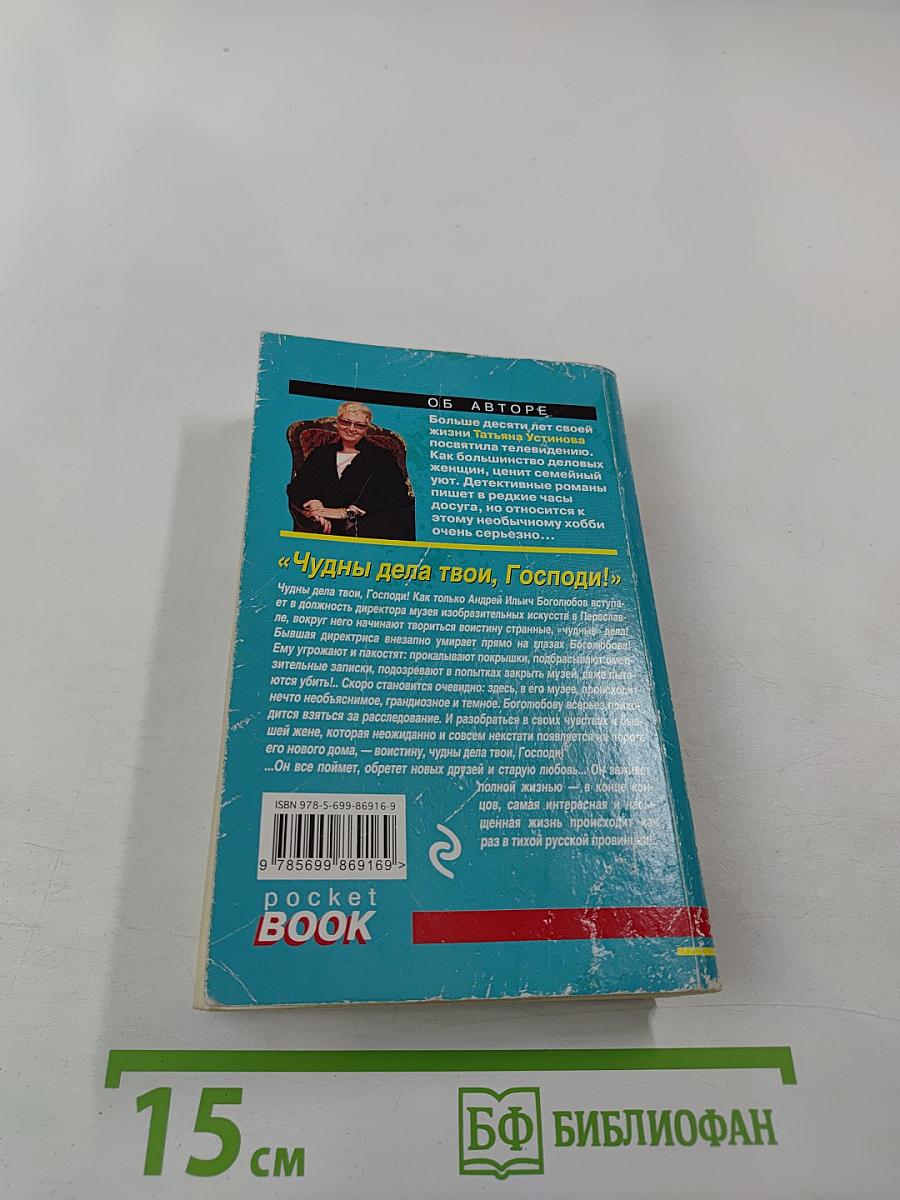 ОБ АВТОРЕ
Больше десяти лет своей
жизни Татьяна Устинова
посвятила телевидению.
Как большинство деловых
женщин, ценит семейный
уют. Детективные романы
пишет в редкие часы
досуга, но относится к
этому необычному хобби
очень серьезно...
«Чудны дела твои, Господи!»
Чудны дела твои, Господи! Как только Андрей Ильич Боголюбов вступа-
ет в должность директора музея изобразительных искусств в Переслав-
ле, вокруг него начинают твориться воистину странные, «чудные» дела!
Бывшая директриса внезапно умирает прямо на глазах Боголюбова!
Ему угрожают и пакостят: прокалывают покрышки, подбрасывают омер-
зительные записки, подозревают в попытках закрыть музей, даже пыта-
ются убить!.. Скоро становится очевидно: здесь, в его музее, происходит
нечто необъяснимое, грандиозное и темное. Боголюбову всерьез прихо-
дится взяться за расследование. И разобраться в своих чувствах к быв-
шей жене, которая неожиданно и совсем некстати появляется на пороге
его нового дома, — воистину, чудны дела твои, Господи!
...Он все поймет, обретет новых друзей и старую любовь... Он заживет
полной жизнью — в конце кон-
цов, самая интересная и насы-
щенная жизнь происходит как
раз в тихой русской провинции!..
ISBN 978-5-699-86916-9
9 785699 869169 >
pocket
BOOK
15 см
БФ БИБЛИОФАН